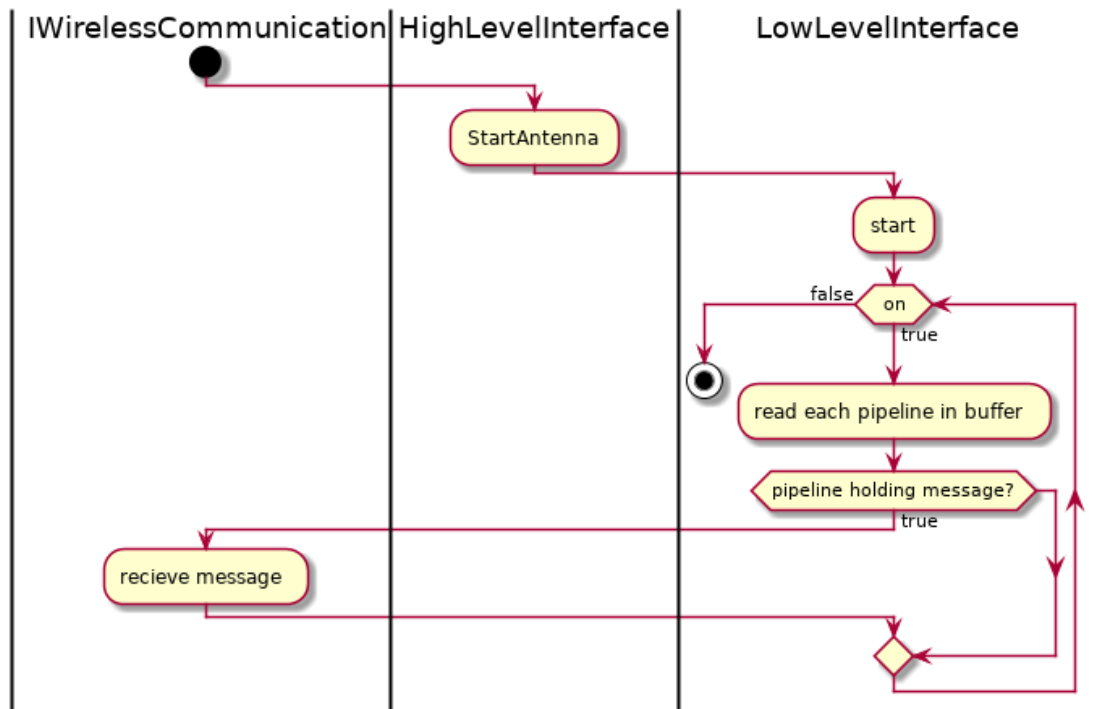 IWirelessCommunication HighLevelInterface LowLevelInterface
StartAntenna
start
false
on
true
read each pipeline in buffer
pipeline holding message?
true
recieve message